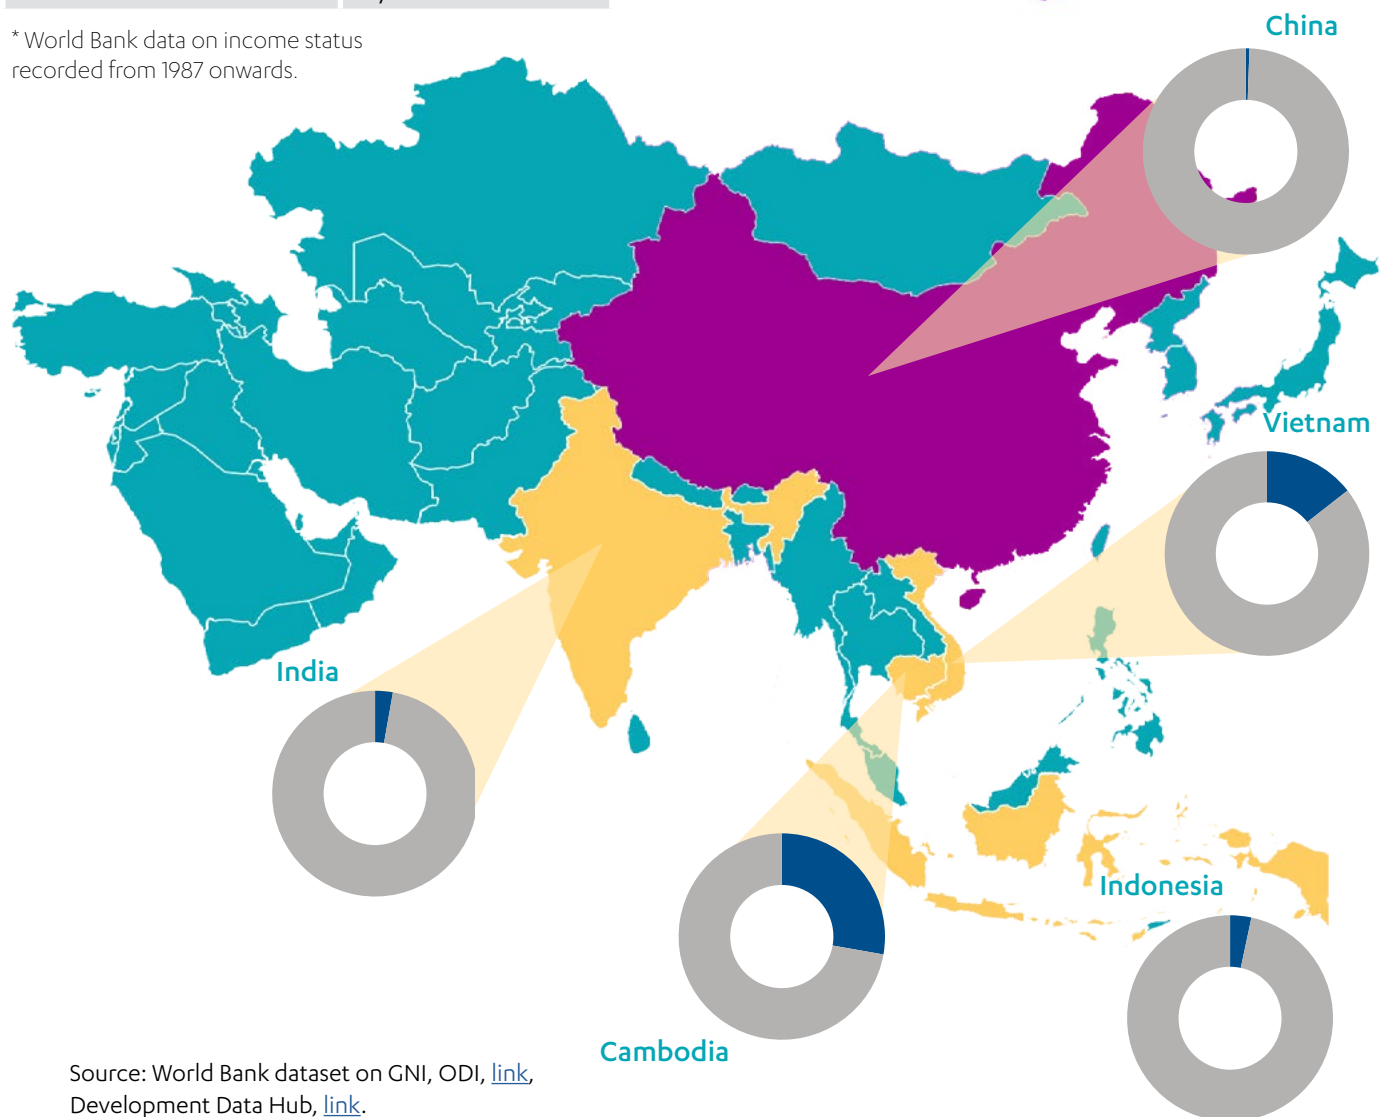 * World Bank data on income status
recorded from 1987 onwards.
China
Vietnam
India
Indonesia
Cambodia
Source: World Bank dataset on GNI, ODI, link,
Development Data Hub, link.